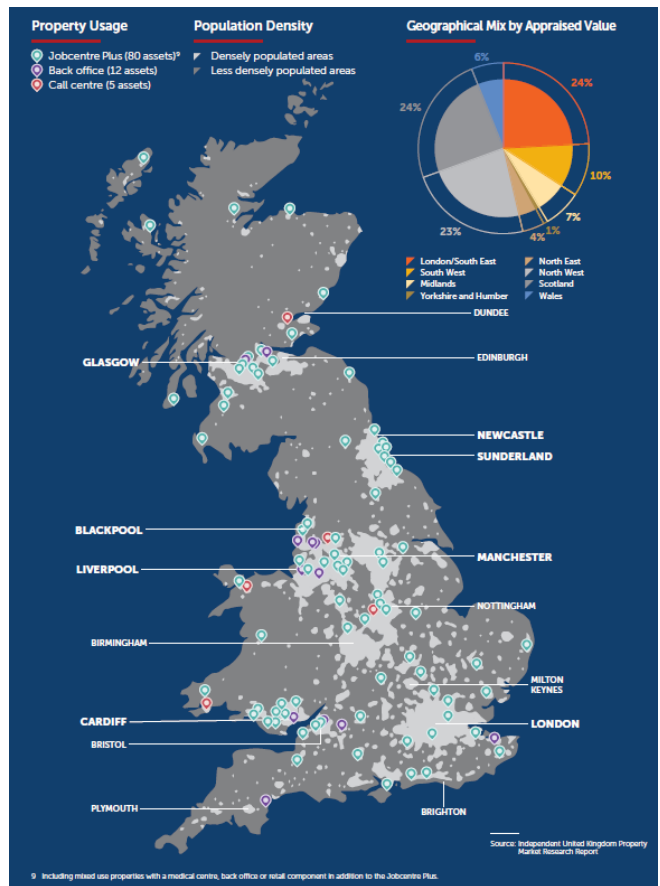 Property Usage
Jobcentre Plus (80 assets)⁹
Back office (12 assets)
Call centre (5 assets)
Population Density
Densely populated areas
Less densely populated areas
Geographical Mix by Appraised Value
6%
24%
24%
10%
7%
1%
4%
23%
London/South East
South West
Midlands
Yorkshire and Humber
North East
North West
Scotland
Wales
DUNDEE
GLASGOW
EDINBURGH
NEWCASTLE
SUNDERLAND
BLACKPOOL
MANCHESTER
LIVERPOOL
NOTTINGHAM
BIRMINGHAM
MILTON
KEYNES
CARDIFF
LONDON
BRISTOL
PLYMOUTH
BRIGHTON
Source: Independent United Kingdom Property
Market Research Report
9 Including mixed use properties with a medical centre, back office or retail component in addition to the Jobcentre Plus.